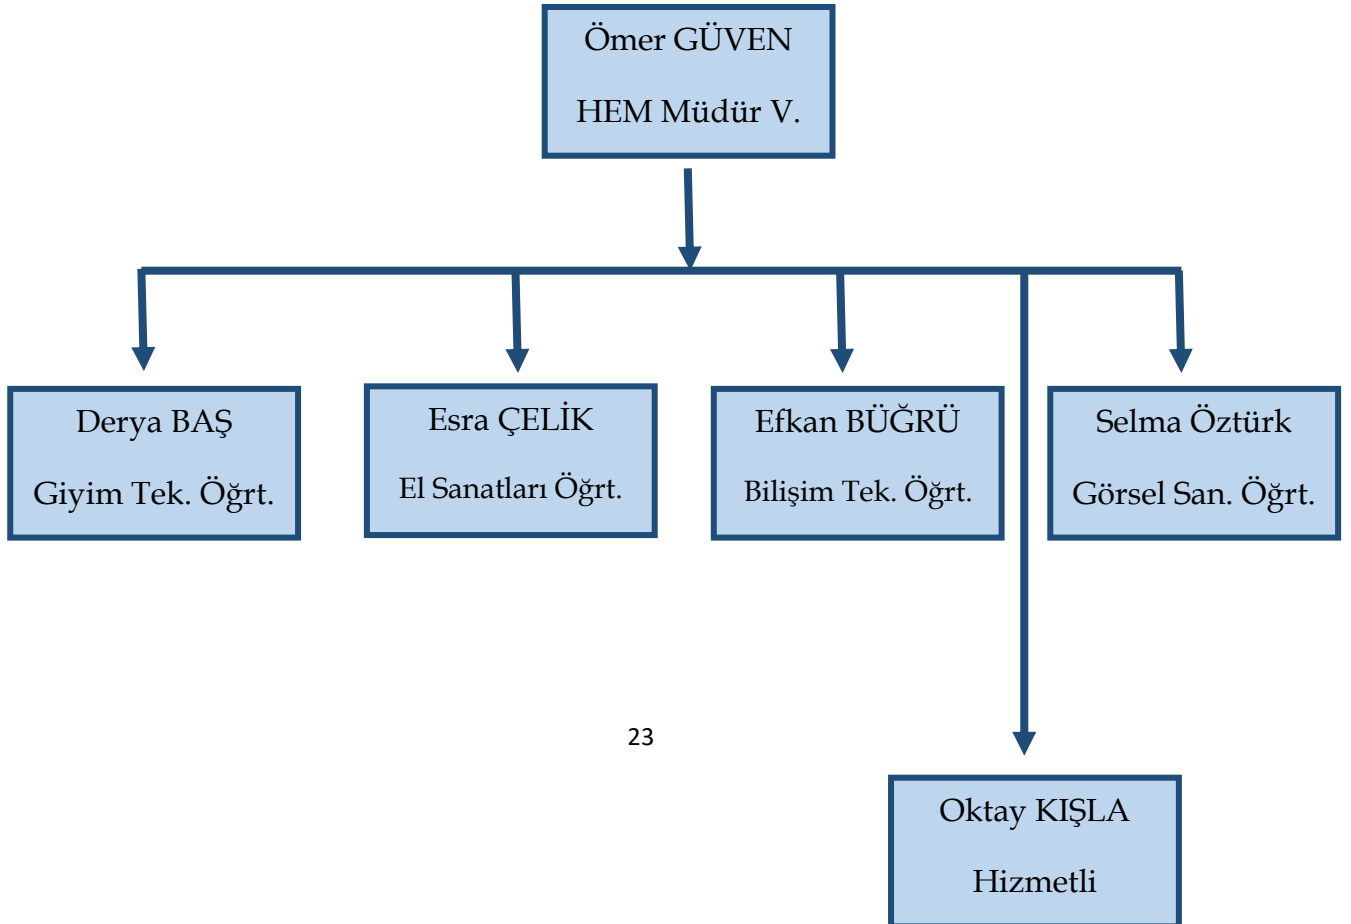 Ömer GÜVEN
HEM Müdür V.
Derya BAŞ
Giyim Tek. Öğrt.
Esra ÇELİK
El Sanatları Öğrt.
Efkan BÜĞRÜ
Bilişim Tek. Öğrt.
Selma Öztürk
Görsel San. Öğrt.
23
Oktay KIŞLA
Hizmetli